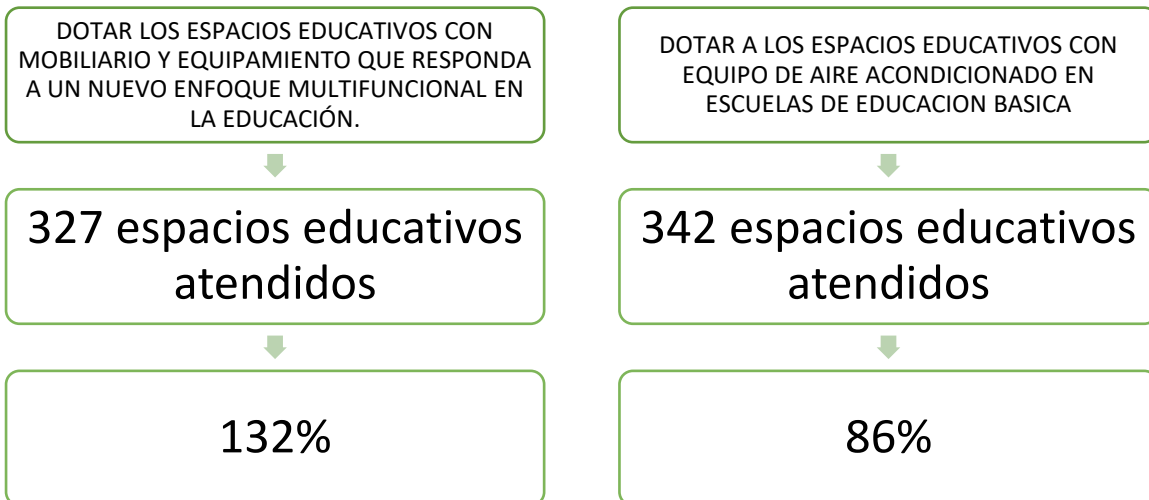 DOTAR LOS ESPACIOS EDUCATIVOS CON
MOBILIARIO Y EQUIPAMIENTO QUE RESPONDA
A UN NUEVO ENFOQUE MULTIFUNCIONAL EN
LA EDUCACIÓN.
327 espacios educativos
atendidos
132%
DOTAR A LOS ESPACIOS EDUCATIVOS CON
EQUIPO DE AIRE ACONDICIONADO EN
ESCUELAS DE EDUCACION BASICA
342 espacios educativos
atendidos
86%